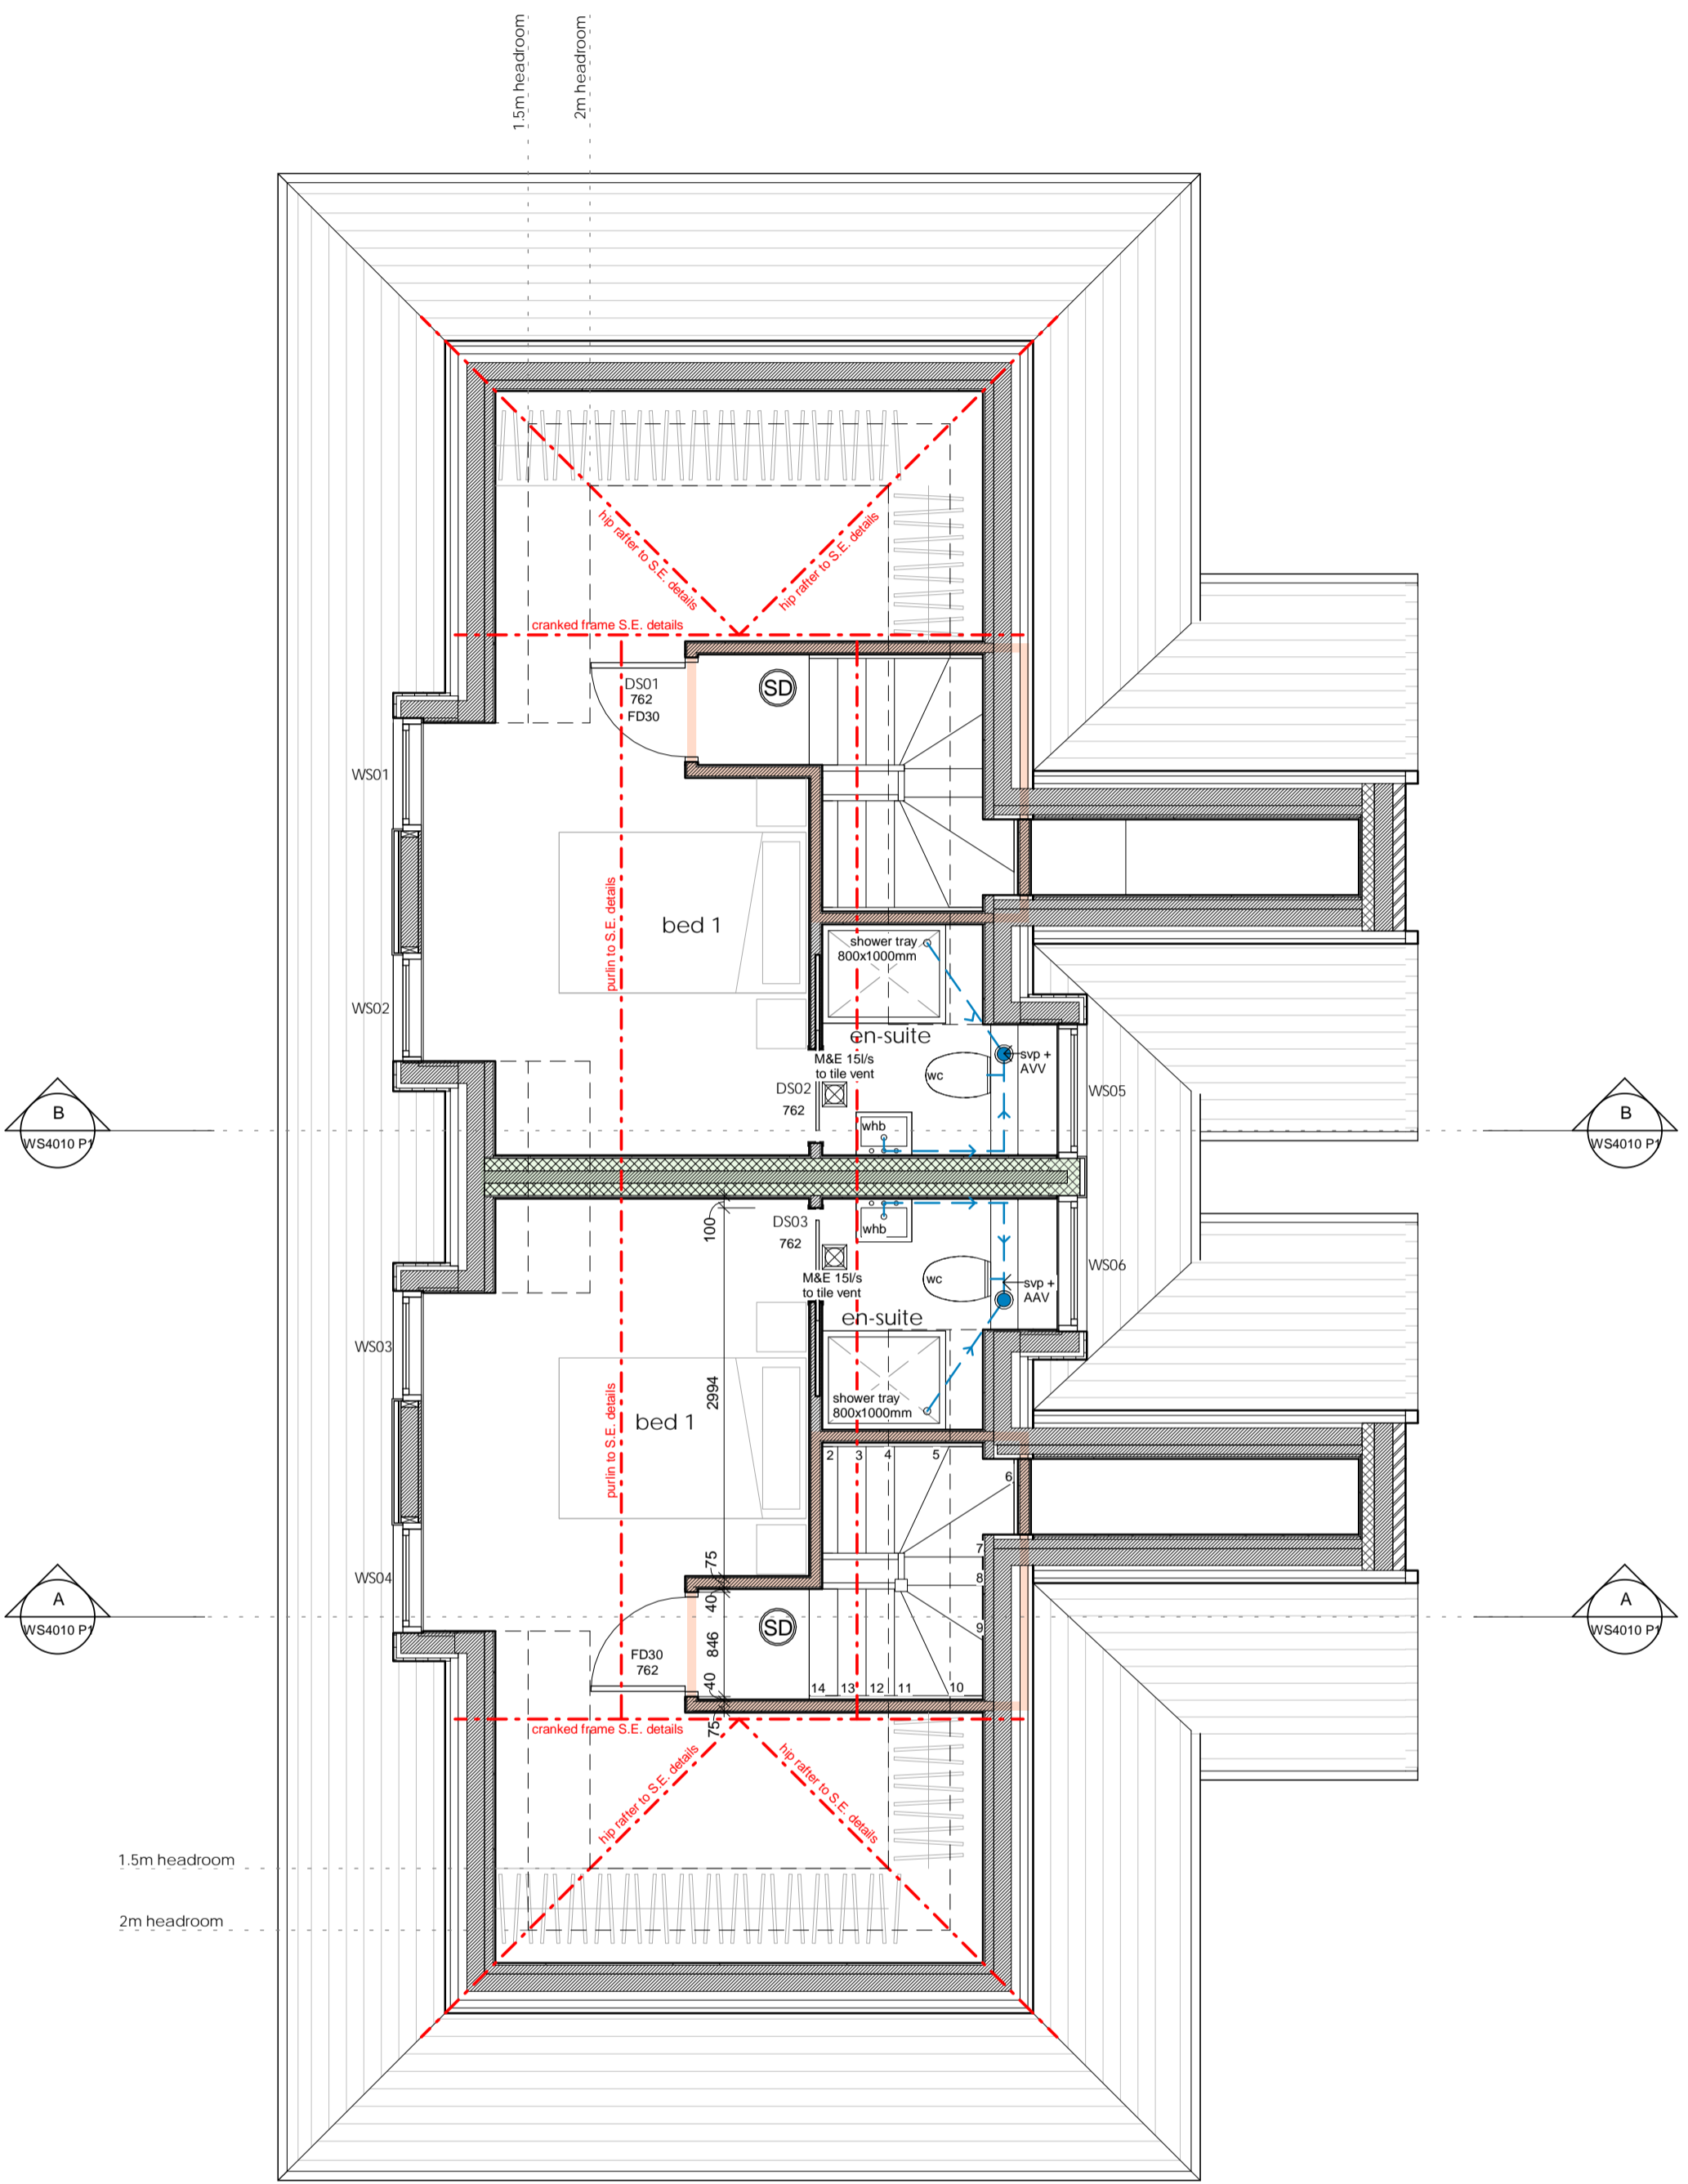 1.5m headroom
2m headroom
hip rafter to S.E. details
hip rafter to S.E. details
cranked frame S.E. details
DS01
762
FD30
SD
WS01
purlin to S.E. details
bed 1
shower tray
800x1000mm
WS02
en-suite
M&E 15l/s
to tile vent
wc
svp +
AVV
DS02
762
WS05
whb
B
WS4010 P1
B
WS4010 P1
100
DS03
762
whb
WS06
M&E 15l/s
to tile vent
wc
svp +
AAV
en-suite
WS03
2994
purlin to S.E. details
bed 1
shower tray
800x1000mm
2
3
4
5
6
7
8
9
10
11
12
13
14
WS04
75
40
846
40
75
SD
FD30
762
A
WS4010 P1
A
WS4010 P1
cranked frame S.E. details
hip rafter to S.E. details
hip rafter to S.E. details
1.5m headroom
2m headroom